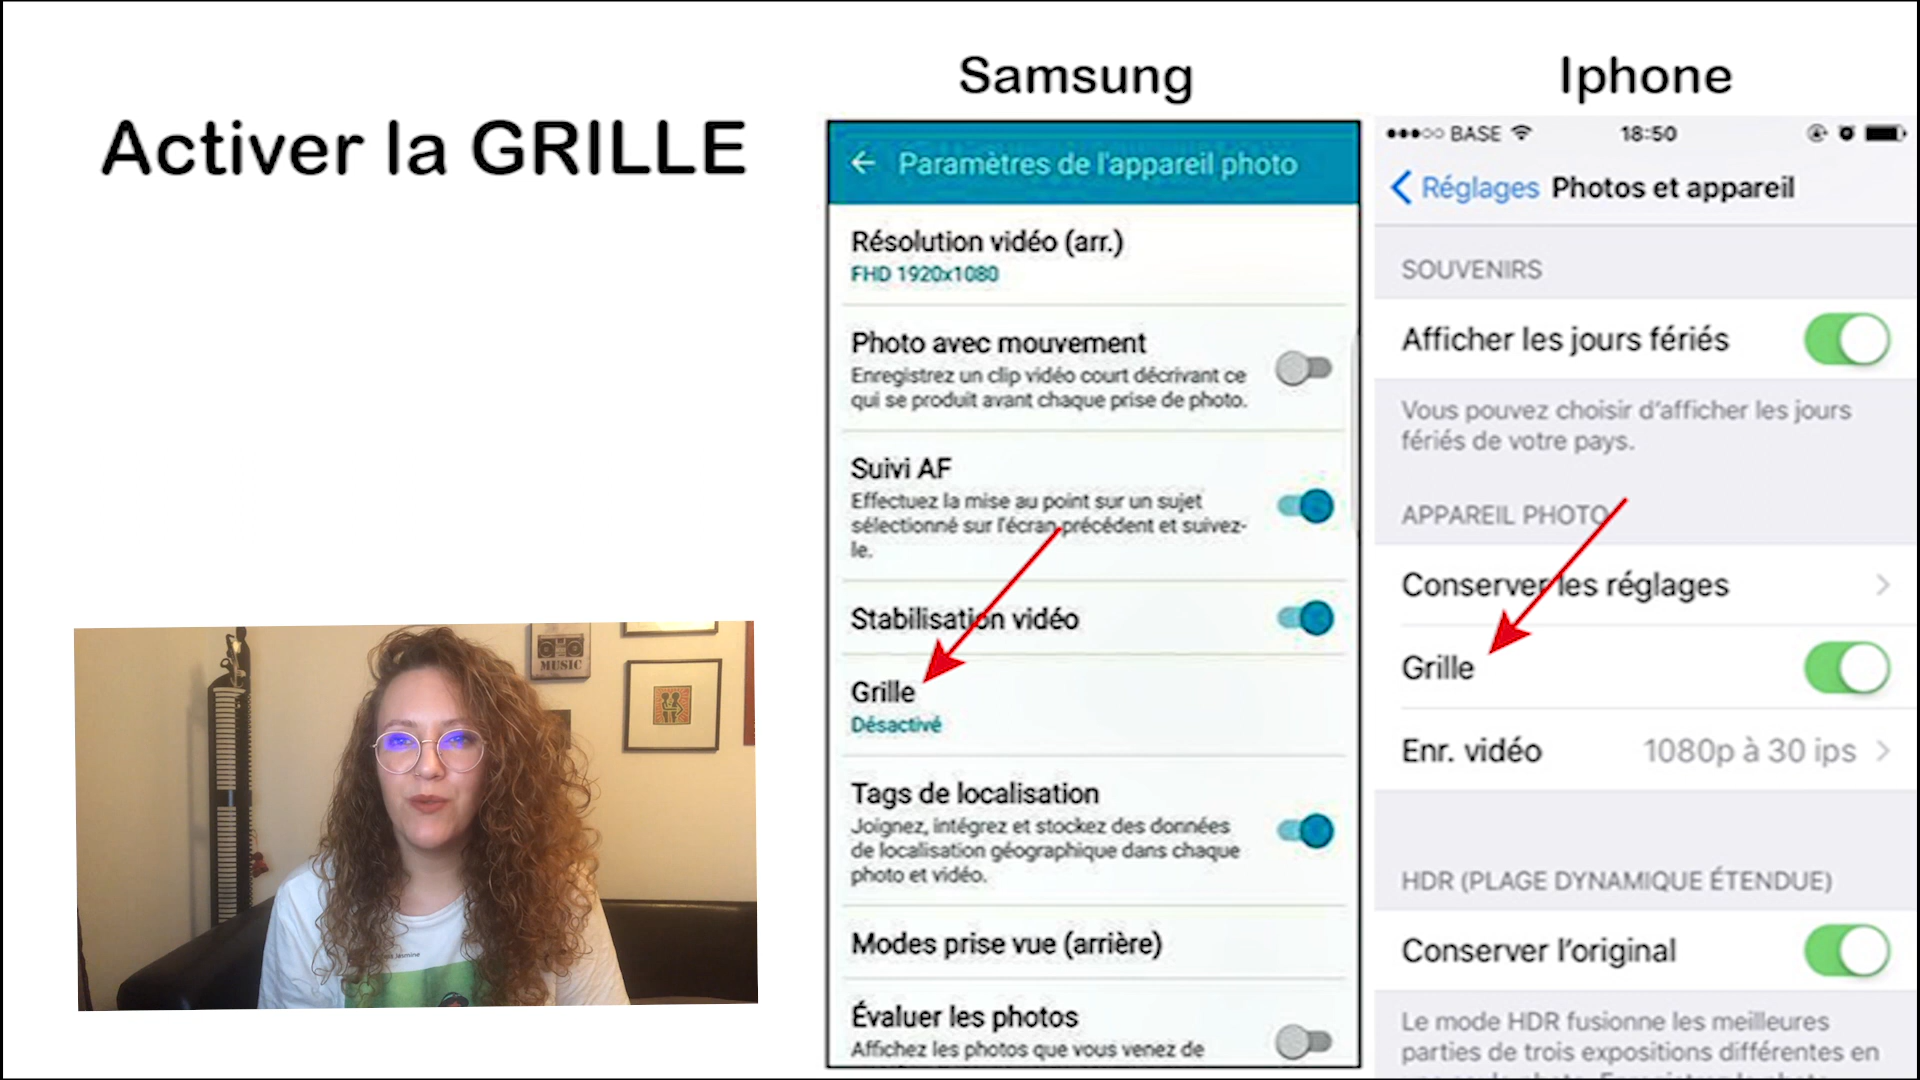 Activer la GRILLE
Samsung
Paramètres de l'appareil photo
Résolution vidéo (arr.)
FHD 1920x1080
Photo avec mouvement
Enregistrez un clip vidéo court décrivant ce
qui se produit avant chaque prise de photo.
Suivi AF
Effectuez la mise au point sur un sujet
sélectionné sur l'écran précédent et suivez-
le.
Stabilisation vidéo
Grille
Désactivé
Tags de localisation
Joignez, intégrez et stockez des données
de localisation géographique dans chaque
photo et vidéo.
Modes prise vue (arrière)
Évaluer les photos
Affichez les photos que vous venez de
Iphone
BASE 18:50
Réglages Photos et appareil
SOUVENIRS
Afficher les jours fériés
Vous pouvez choisir d'afficher les jours
fériés de votre pays.
APPAREIL PHOTO
Conserver les réglages
Grille
Enr. vidéo 1080p à 30 ips
HDR (PLAGE DYNAMIQUE ÉTENDUE)
Conserver l'original
Le mode HDR fusionne les meilleures
parties de trois expositions différentes en
MUSIC
Jasmine